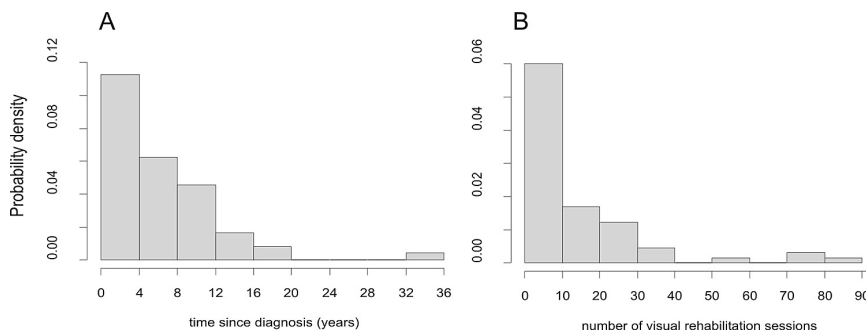 A
B
Probability density
0.12
0.08
0.04
0.00
0 4 8 12 16 20 24 28 32 36
time since diagnosis (years)
0.06
0.04
0.02
0.00
0 10 20 30 40 50 60 70 80 90
number of visual rehabilitation sessions